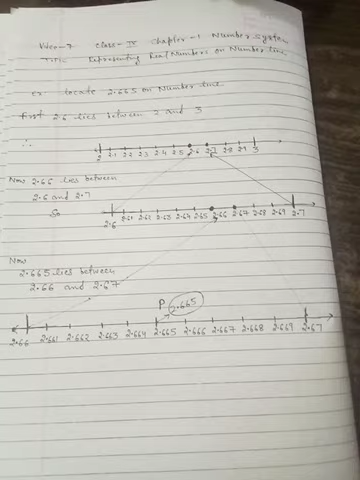 Class-IX Chapter-1 Number System
Topic Representing Real Numbers on Number line.
ex. locate 2.665 on Number line
first 2.6 lies between 2 and 3
∴
2 2.1 2.2 2.3 2.4 2.5 2.6 2.7 2.8 2.9 3
Now 2.66 lies between
2.6 and 2.7
So
2.6 2.61 2.62 2.63 2.64 2.65 2.66 2.67 2.68 2.69 2.7
Now
2.665 lies between
2.66 and 2.67
P 2.665
2.66 2.661 2.662 2.663 2.664 2.665 2.666 2.667 2.668 2.669 2.67